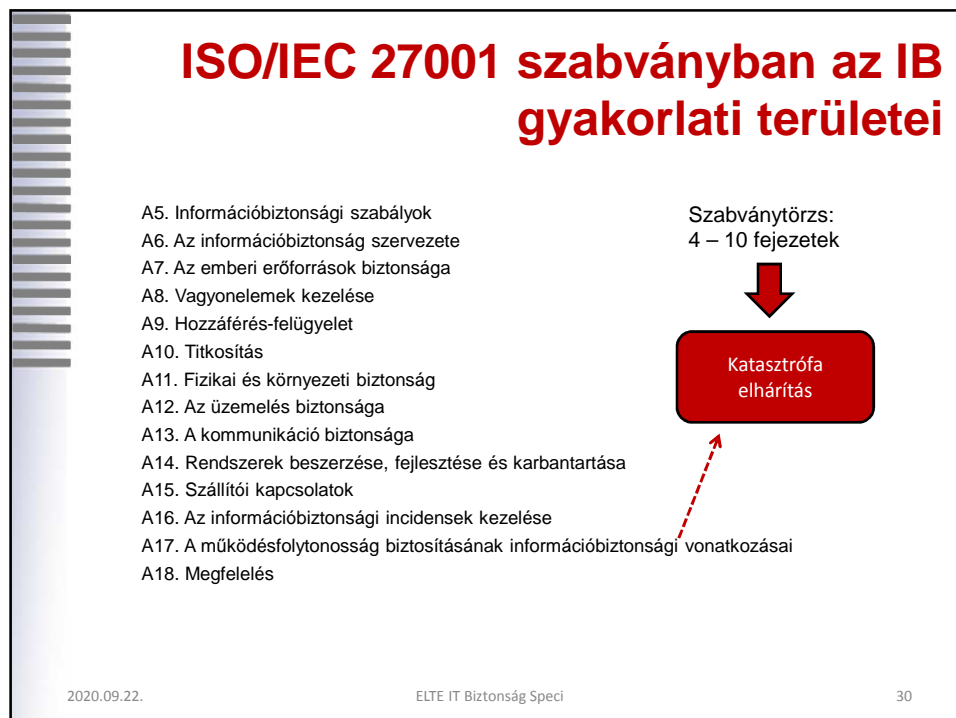 ISO/IEC 27001 szabványban az IB
gyakorlati területei
A5. Információbiztonsági szabályok
A6. Az információbiztonság szervezete
A7. Az emberi erőforrások biztonsága
A8. Vagyonelemek kezelése
A9. Hozzáférés-felügyelet
A10. Titkosítás
A11. Fizikai és környezeti biztonság
A12. Az üzemelés biztonsága
A13. A kommunikáció biztonsága
A14. Rendszerek beszerzése, fejlesztése és karbantartása
A15. Szállítói kapcsolatok
A16. Az információbiztonsági incidensek kezelése
A17. A működésfolytonosság biztosításának információbiztonsági vonatkozásai
A18. Megfelelés
Szabványtörzs:
4 – 10 fejezetek
Katasztrófa
elhárítás
2020.09.22.
ELTE IT Biztonság Speci
30